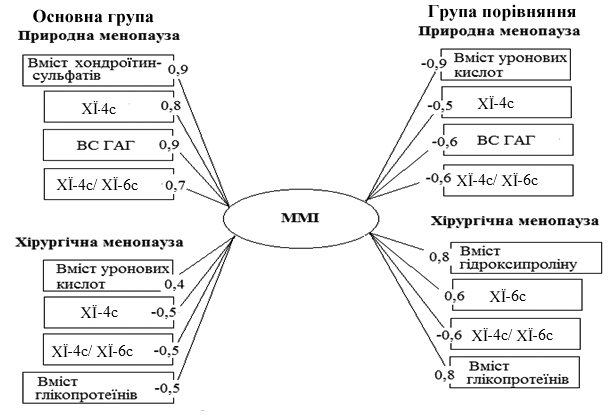 Основна група
Природна менопауза
Вміст хондроїтин-
сульфатів
0,9
ХЇ-4с
0,8
ВС ГАГ
0,9
ХЇ-4с/ ХЇ-6с
0,7
Хірургічна менопауза
Вміст уронових
кислот
0,4
ХЇ-4с
-0,5
ХЇ-4с/ ХЇ-6с
-0,5
Вміст
глікопротеїнів
-0,5
ММІ
Група порівняння
Природна менопауза
-0,9
Вміст уронових
кислот
-0,5
ХЇ-4с
-0,6
ВС ГАГ
-0,6
ХЇ-4с/ ХЇ-6с
Хірургічна менопауза
0,8
Вміст
гідроксипроліну
0,6
ХЇ-6с
-0,6
ХЇ-4с/ ХЇ-6с
0,8
Вміст
глікопротеїнів